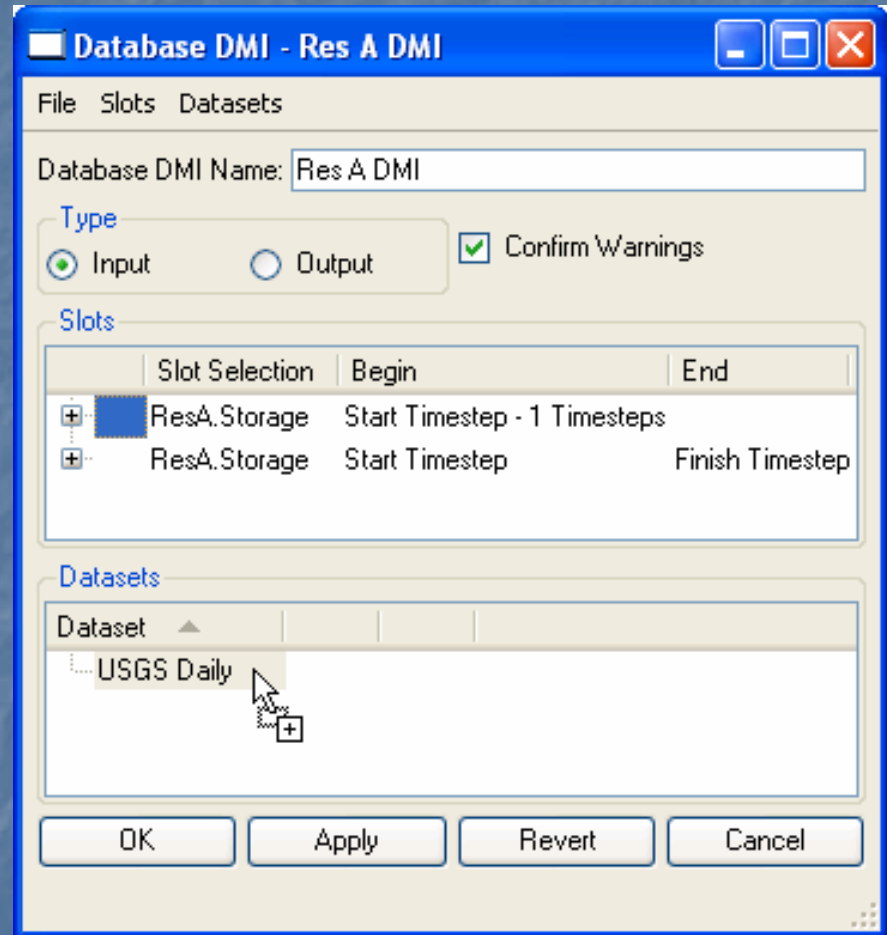 Database DMI - Res A DMI
File Slots Datasets
Database DMI Name: Res A DMI
Type
Input Output
Confirm Warnings
Slots
Slot Selection Begin End
ResA.Storage Start Timestep - 1 Timesteps
ResA.Storage Start Timestep Finish Timestep
Datasets
Dataset
USGS Daily
OK Apply Revert Cancel